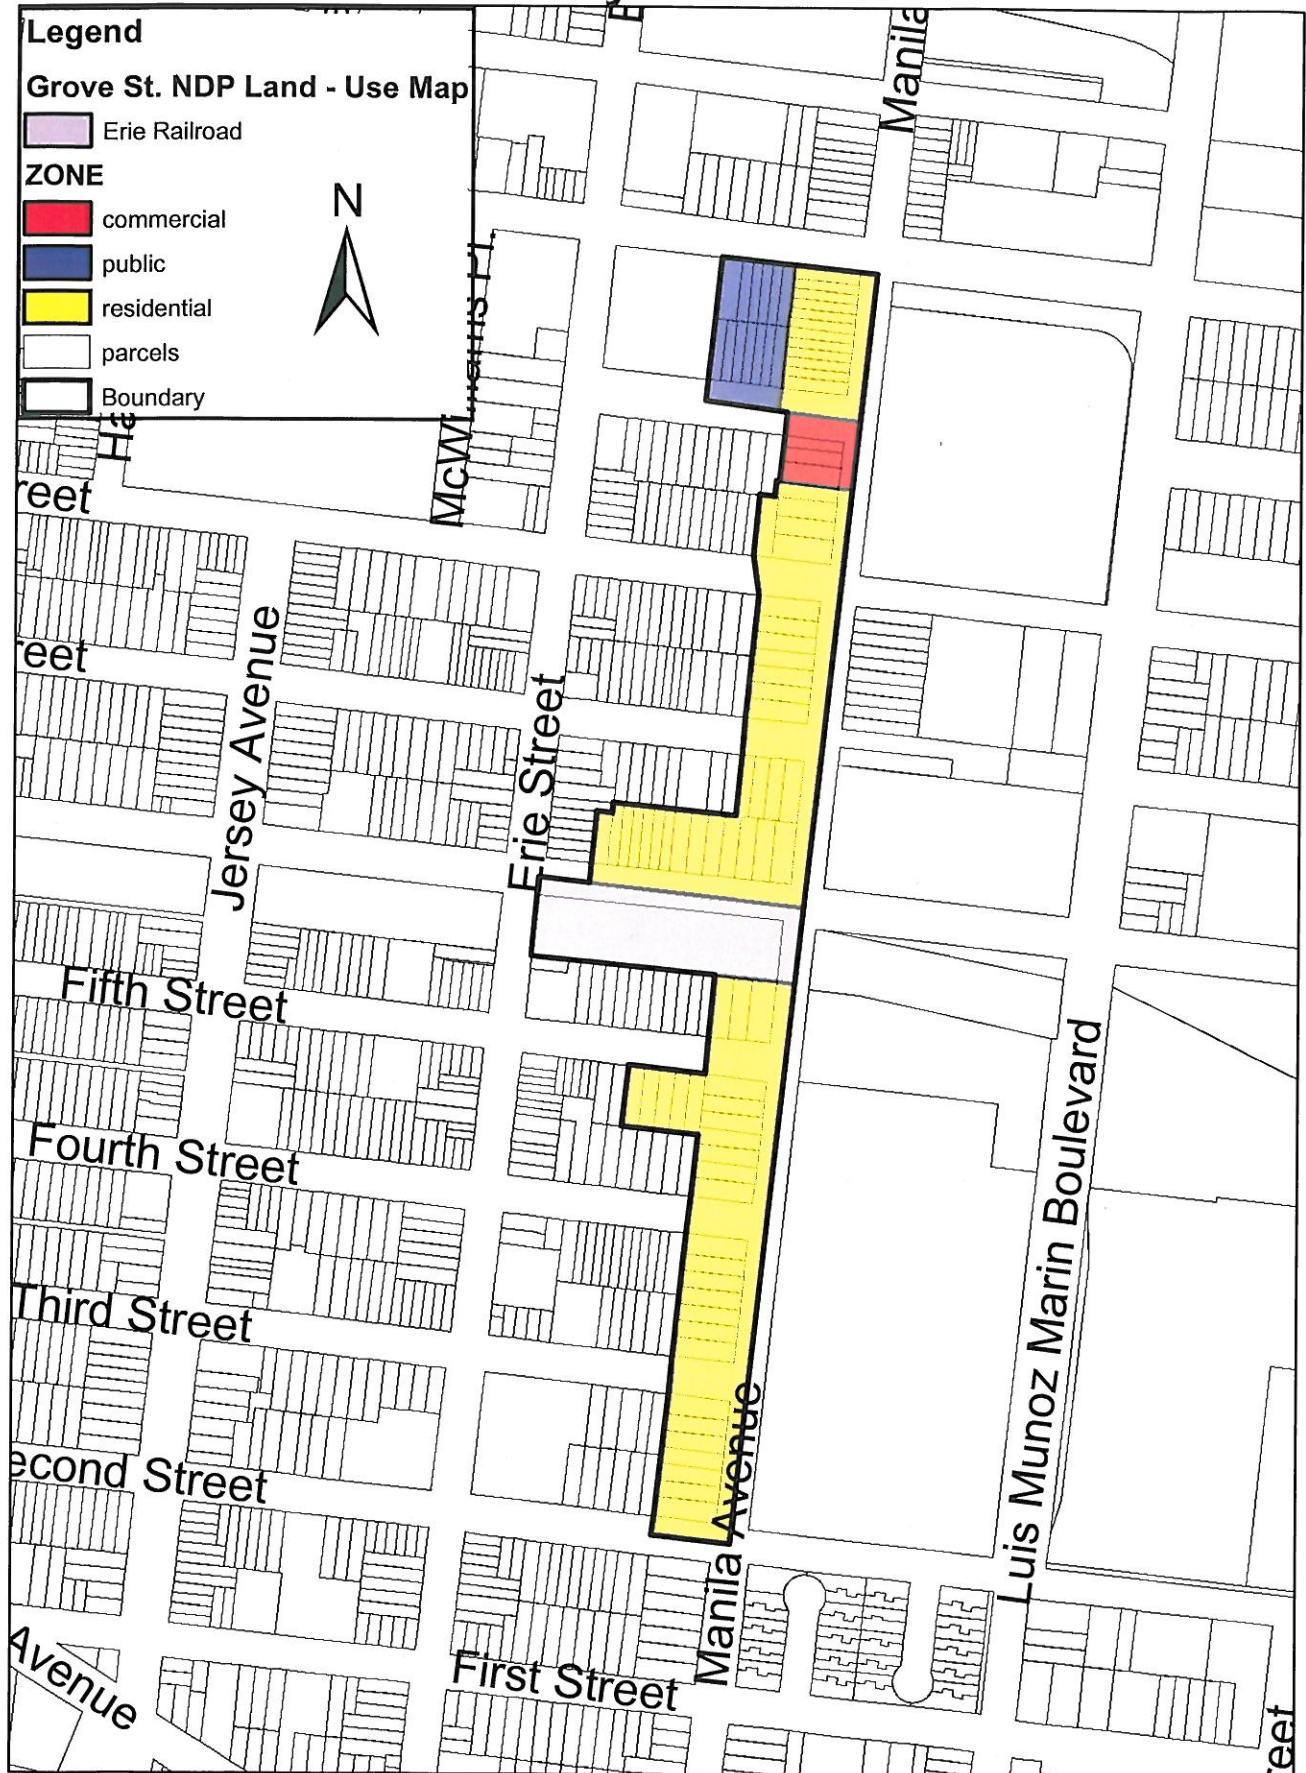 Legend
Grove St. NDP Land - Use Map
Erie Railroad
ZONE
commercial
public
residential
parcels
Boundary
N
Manila
Ha
reet
reet
Jersey Avenue
Erie Street
Fifth Street
Fourth Street
Third Street
econd Street
Manila Avenue
Luis Munoz Marin Boulevard
First Street
Avenue
reet